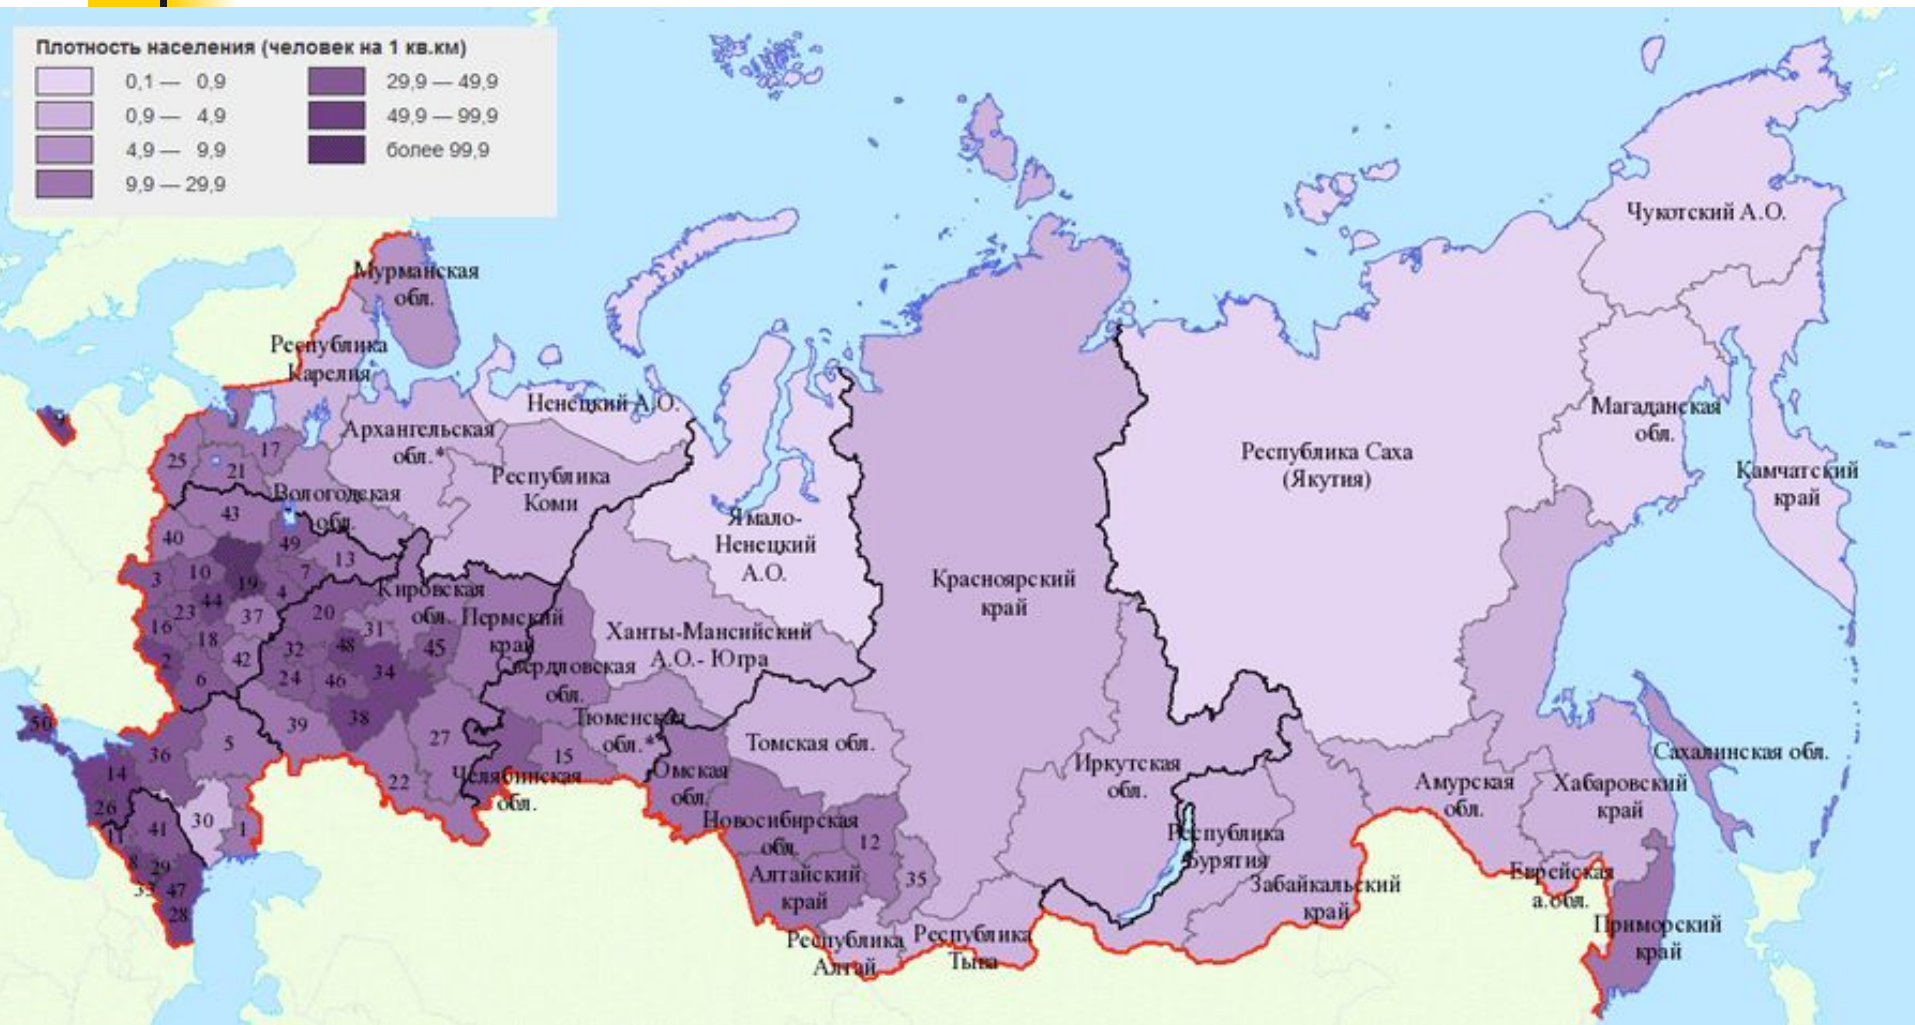 Плотность населения (человек на 1 кв.км)
0,1 — 0,9
0,9 — 4,9
4,9 — 9,9
9,9 — 29,9
29,9 — 49,9
49,9 — 99,9
более 99,9
Мурманская
обл.
Республика
Карелия
Ненецкий А.О.
Архангельская
обл.*
Республика
Коми
Вологодская
обл.
Ямало-
Ненецкий
А.О.
Красноярский
край
Республика Саха
(Якутия)
Чукотский А.О.
Магаданская
обл.
Камчатский
край
Кировская
обл.
Пермский
край
Свердловская
обл.
Ханты-Мансийский
А.О.- Югра
Тюменская
обл.*
Челябинская
обл.
Омская
обл.
Томская обл.
Новосибирская
обл.
Алтайский
край
Республика
Алтай
Республика
Тыва
Иркутская
обл.
Республика
Бурятия
Забайкальский
край
Амурская
обл.
Хабаровский
край
Сахалинская обл.
Еврейская
а.обл.
Приморский
край
9
25
17
21
43
40
49
13
3
10
19
7
4
44
23
37
16
18
2
42
6
20
31
32
48
45
24
46
34
39
38
27
22
15
50
36
5
14
26
30
1
11
41
8
29
33
47
28
12
35